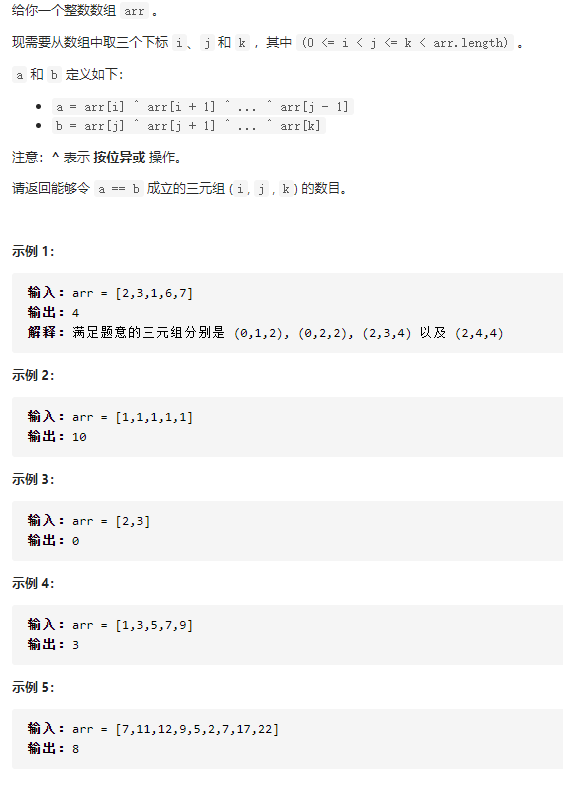 给你一个整数数组 arr 。
现需要从数组中取三个下标 i、j 和 k ，其中 (0 <= i < j <= k < arr.length) 。
a 和 b 定义如下：
• a = arr[i] ^ arr[i + 1] ^ ... ^ arr[j - 1]
• b = arr[j] ^ arr[j + 1] ^ ... ^ arr[k]
注意：^ 表示 按位异或 操作。
请返回能够令 a == b 成立的三元组 (i, j , k) 的数目。
示例 1：
输入：arr = [2,3,1,6,7]
输出：4
解释：满足题意的三元组分别是 (0,1,2), (0,2,2), (2,3,4) 以及 (2,4,4)
示例 2：
输入：arr = [1,1,1,1,1]
输出：10
示例 3：
输入：arr = [2,3]
输出：0
示例 4：
输入：arr = [1,3,5,7,9]
输出：3
示例 5：
输入：arr = [7,11,12,9,5,2,7,17,22]
输出：8